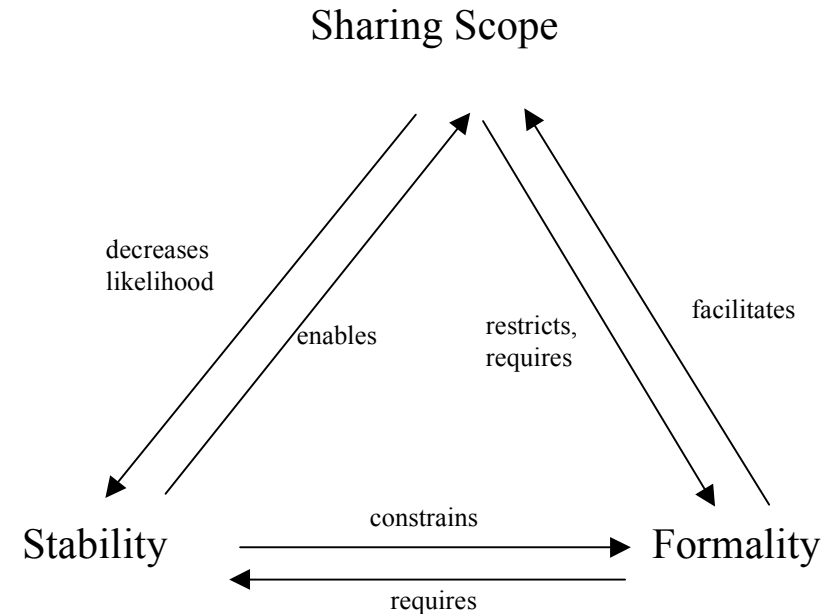 Sharing Scope
decreases
likelihood
enables
restricts,
requires
facilitates
Stability
constrains
Formality
requires